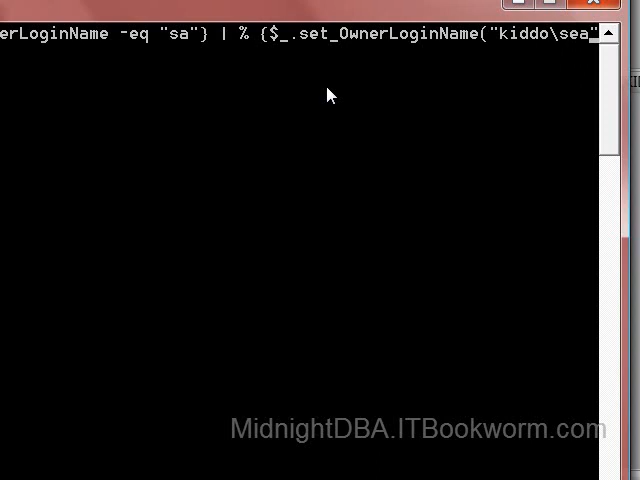 erLoginName -eq "sa"} | % {$_.set_OwnerLoginName("kiddo\sea"
MidnightDBA.ITBookworm.com